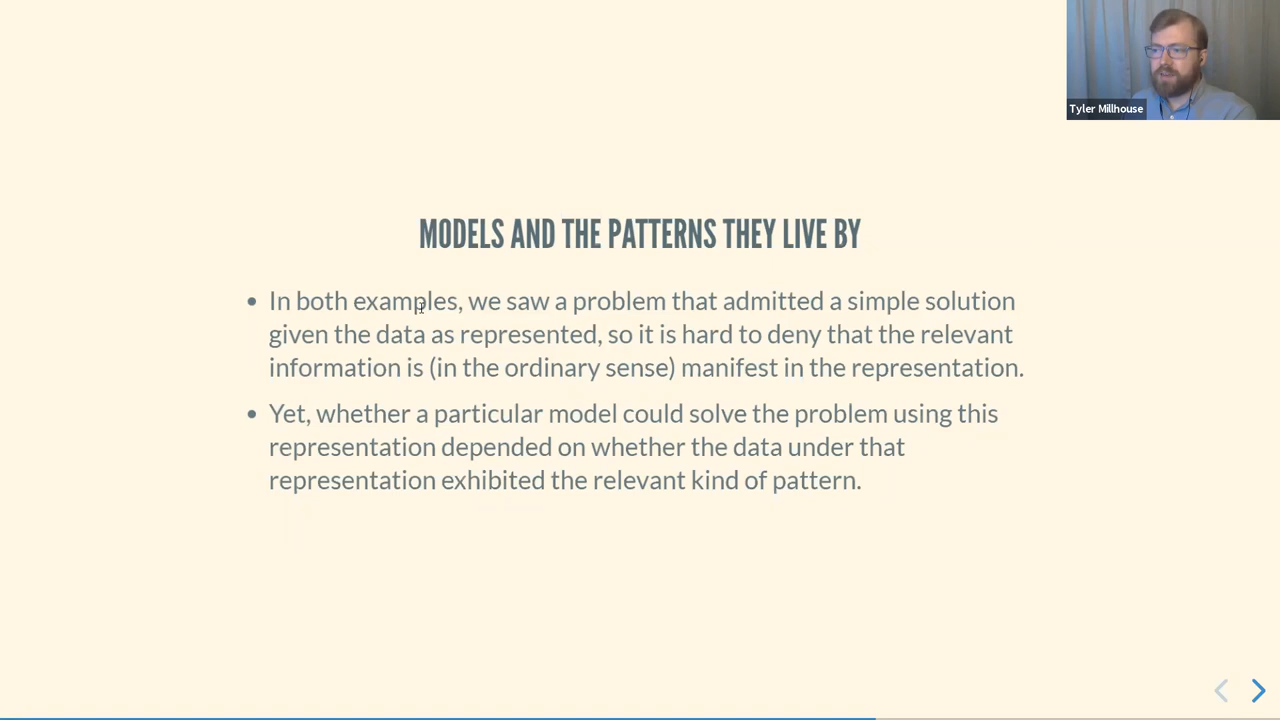 Tyler Millhouse
MODELS AND THE PATTERNS THEY LIVE BY
• In both examples, we saw a problem that admitted a simple solution
given the data as represented, so it is hard to deny that the relevant
information is (in the ordinary sense) manifest in the representation.
• Yet, whether a particular model could solve the problem using this
representation depended on whether the data under that
representation exhibited the relevant kind of pattern.